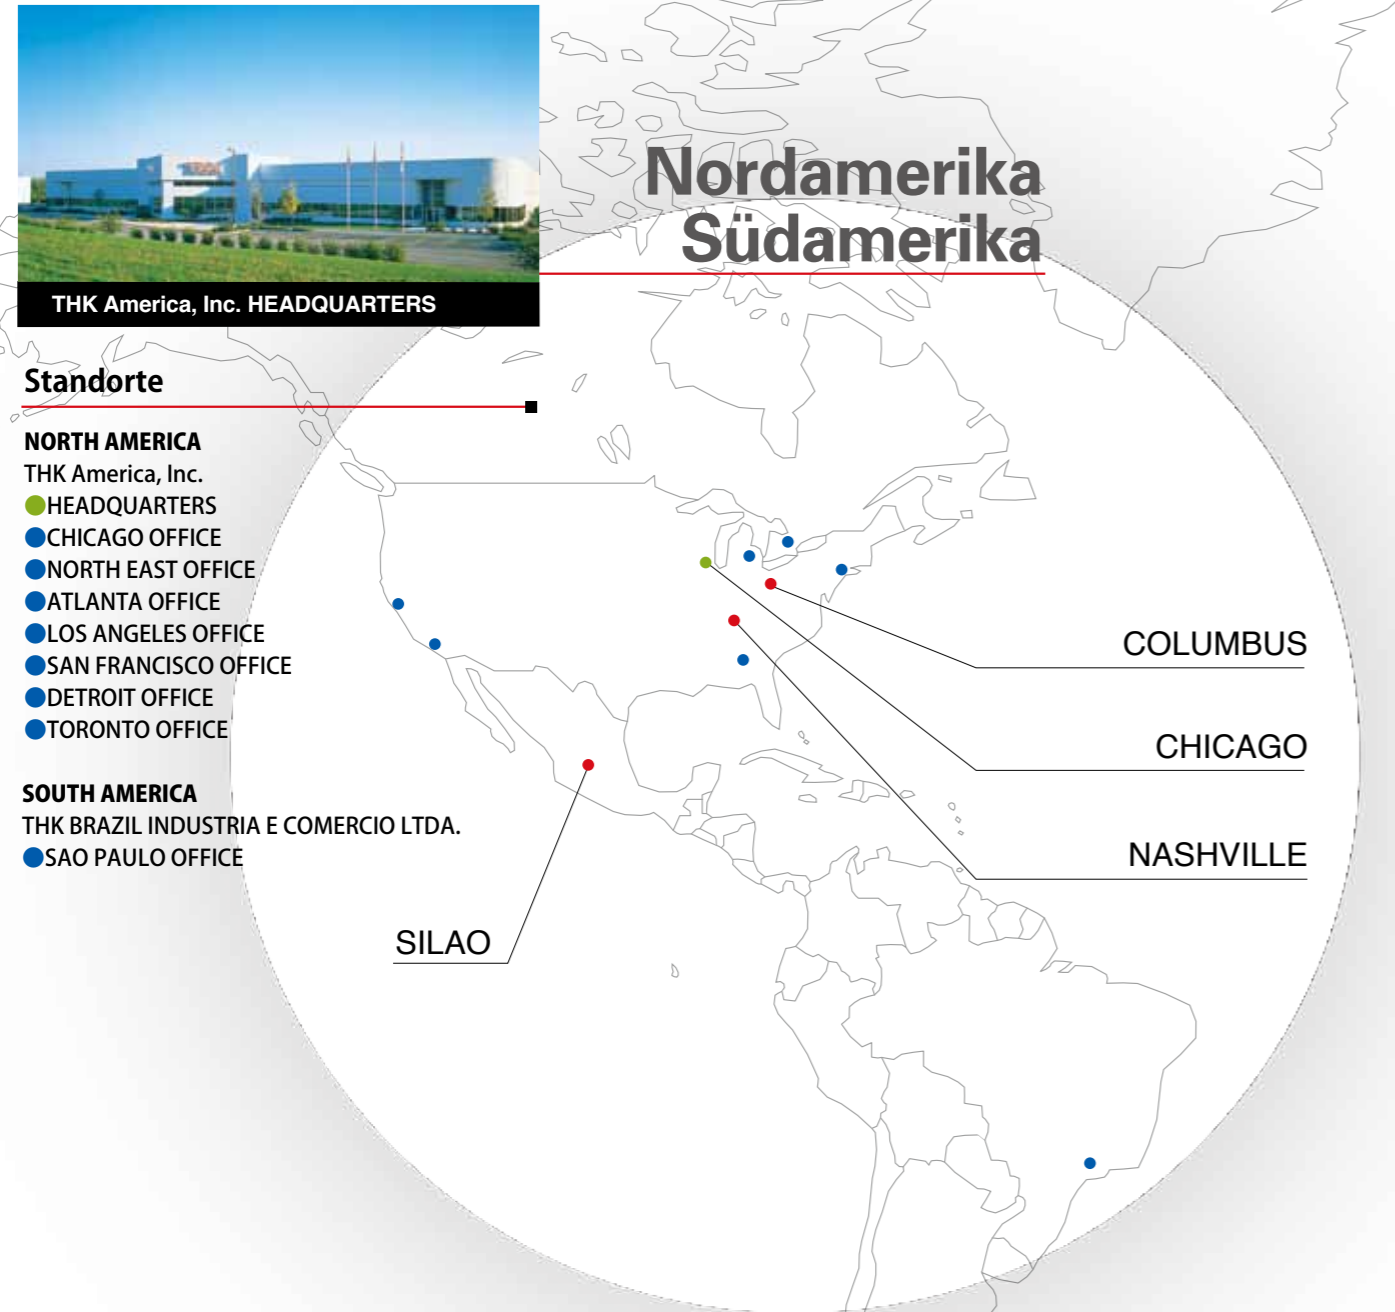 Nordamerika
Südamerika
THK America, Inc. HEADQUARTERS
Standorte
NORTH AMERICA
THK America, Inc.
HEADQUARTERS
CHICAGO OFFICE
NORTH EAST OFFICE
ATLANTA OFFICE
LOS ANGELES OFFICE
SAN FRANCISCO OFFICE
DETROIT OFFICE
TORONTO OFFICE
SOUTH AMERICA
THK BRAZIL INDUSTRIA E COMERCIO LTDA.
SAO PAULO OFFICE
COLUMBUS
CHICAGO
NASHVILLE
SILAO